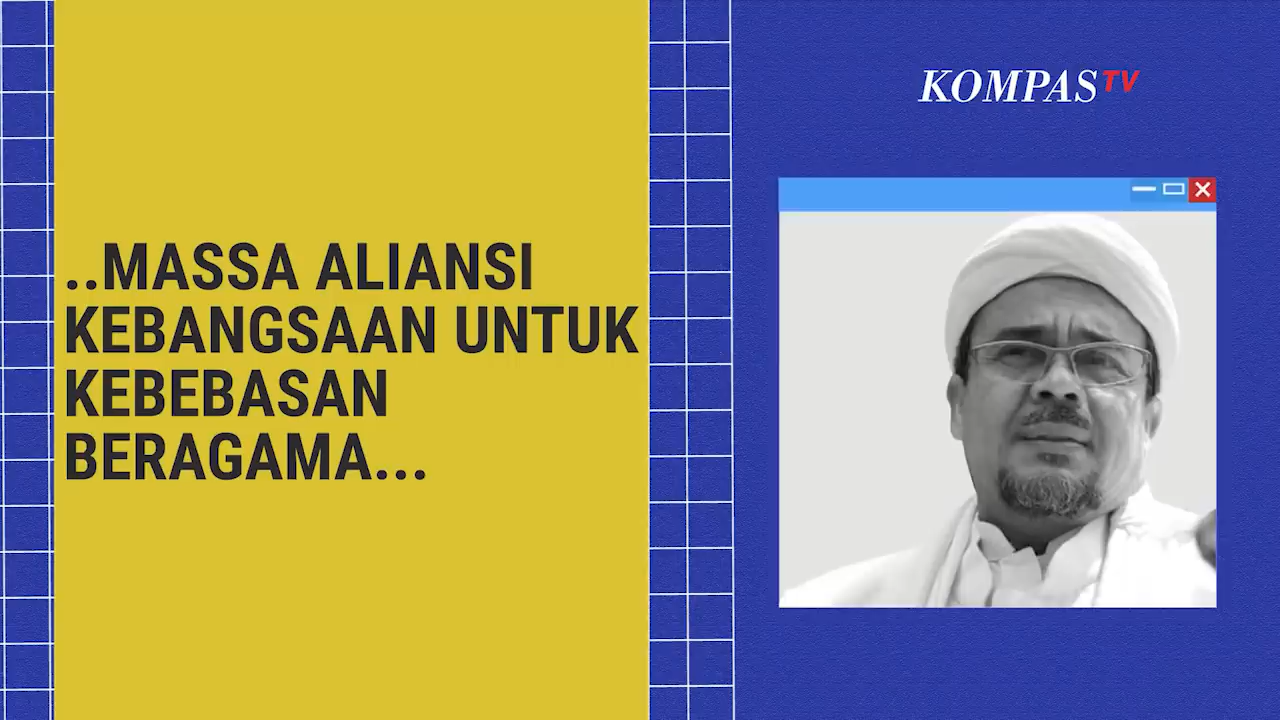 ..MASSA ALIANSI
KEBANGSAAN UNTUK
KEBEBASAN
BERAGAMA...
KOMPASTV